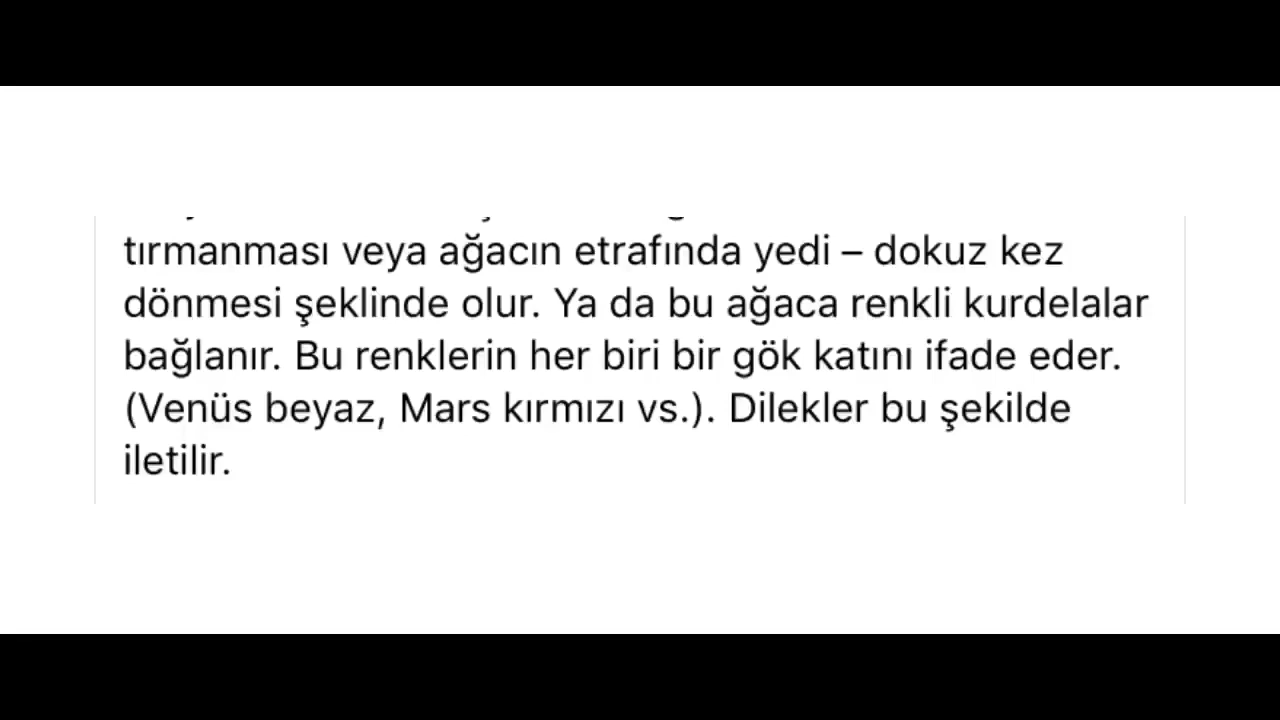 tırmanması veya ağacın etrafında yedi – dokuz kez
dönmesi şeklinde olur. Ya da bu ağaca renkli kurdelalar
bağlanır. Bu renklerin her biri bir gök katını ifade eder.
(Venüs beyaz, Mars kırmızı vs.). Dilekler bu şekilde
iletilir.